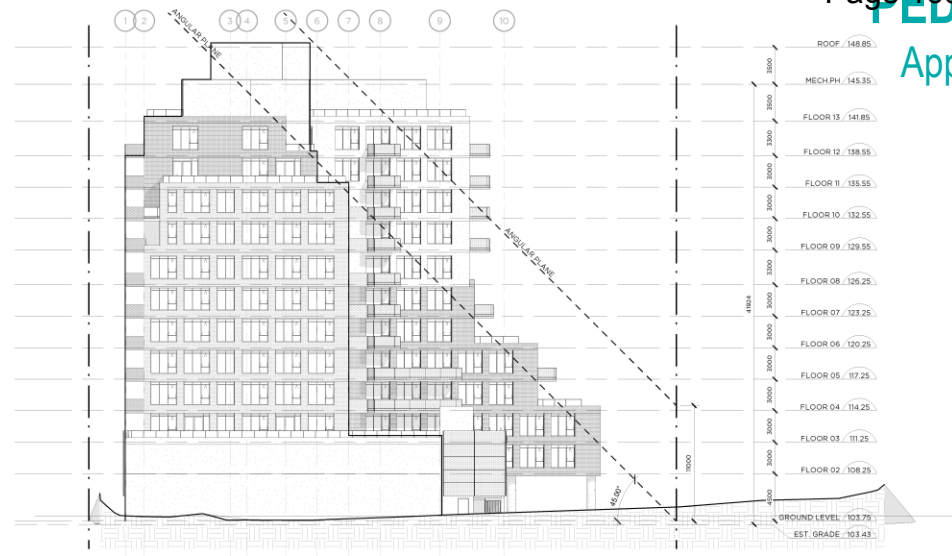 PED
App
1 2 3 4 5 6 7 8 9 10
ANGULAR PLANE
ANGULAR PLANE
ROOF 148.85
3500
MECH.PH 145.35
3500
FLOOR 13 141.85
3300
FLOOR 12 138.55
3000
FLOOR 11 135.55
3000
FLOOR 10 132.55
3000
FLOOR 09 129.55
3300
FLOOR 08 126.25
3000
41924
FLOOR 07 123.25
3000
FLOOR 06 120.25
3000
FLOOR 05 117.25
3000
FLOOR 04 114.25
3000
FLOOR 03 111.25
3000
11000
FLOOR 02 108.25
4500
45.00°
GROUND LEVEL 103.75
EST. GRADE 103.43